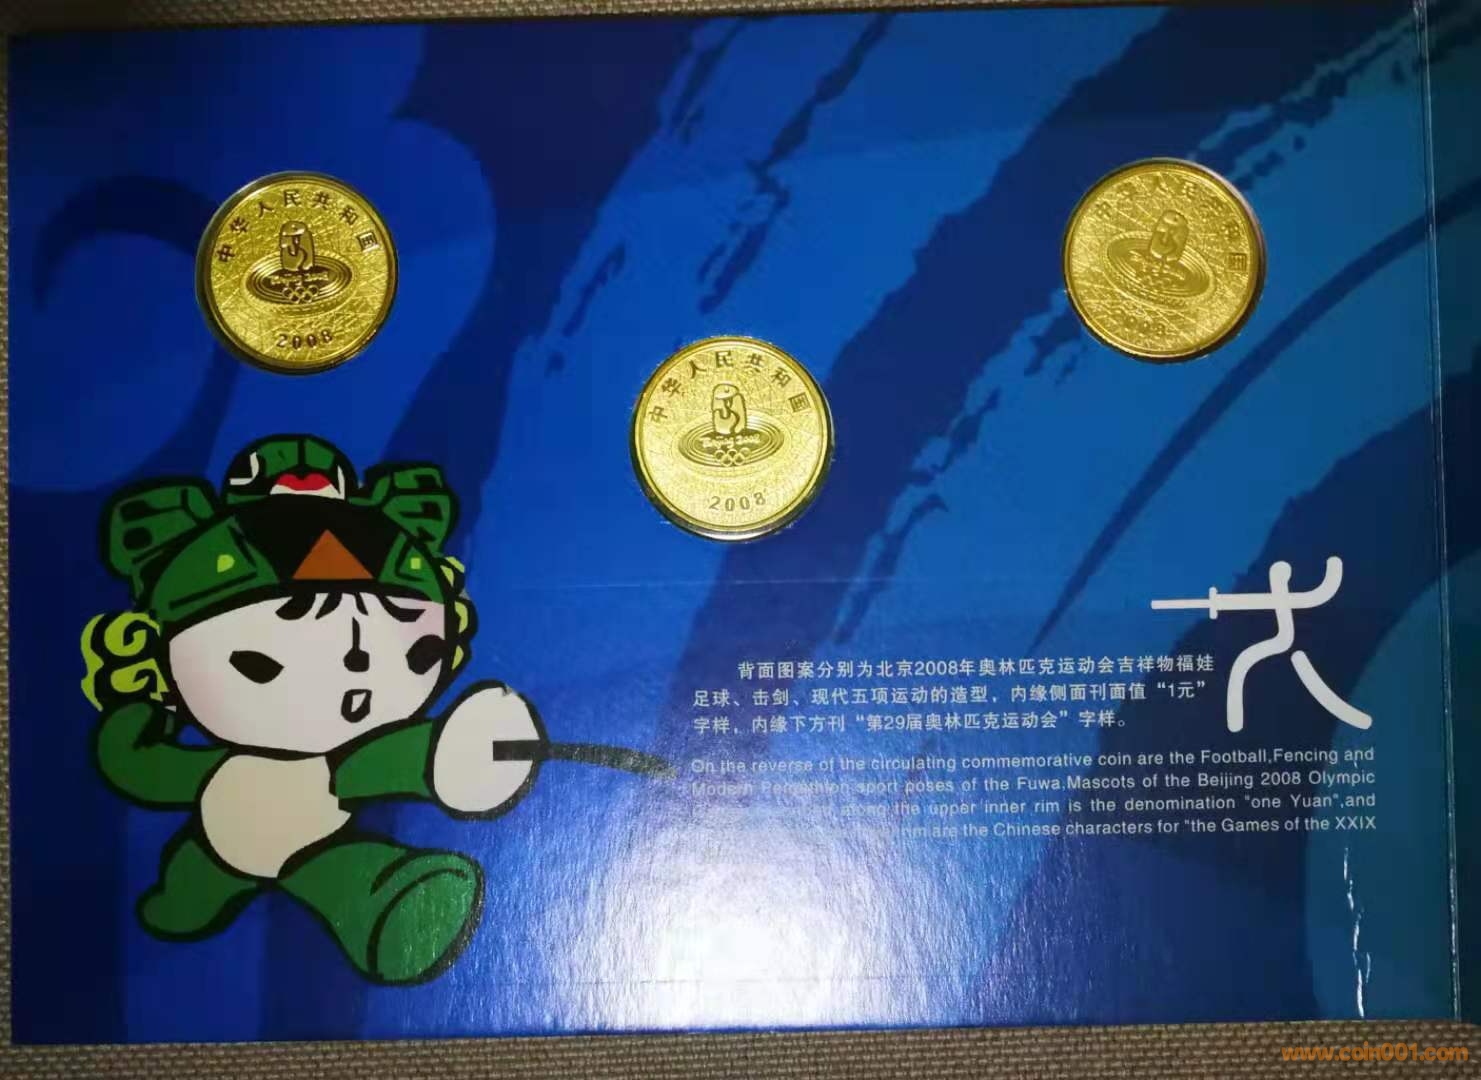 中华人民共和国
Beijing 2008
2008
中华人民共和国
Beijing 2008
2008
中华人民共和国
2008
背面图案分别为北京2008年奥林匹克运动会吉祥物福娃
足球、击剑、现代五项运动的造型，内缘侧面刊面值“1元”
字样，内缘下方刊“第29届奥林匹克运动会”字样。
On the reverse of the circulating commemorative coin are the Football,Fencing and
Modern Pengathlon sport poses of the Fuwa,Mascots of the Beijing 2008 Olympic
along the upper inner rim is the denomination "one Yuan",and
rim are the Chinese characters for "the Games of the XXIX
www.coin001.com